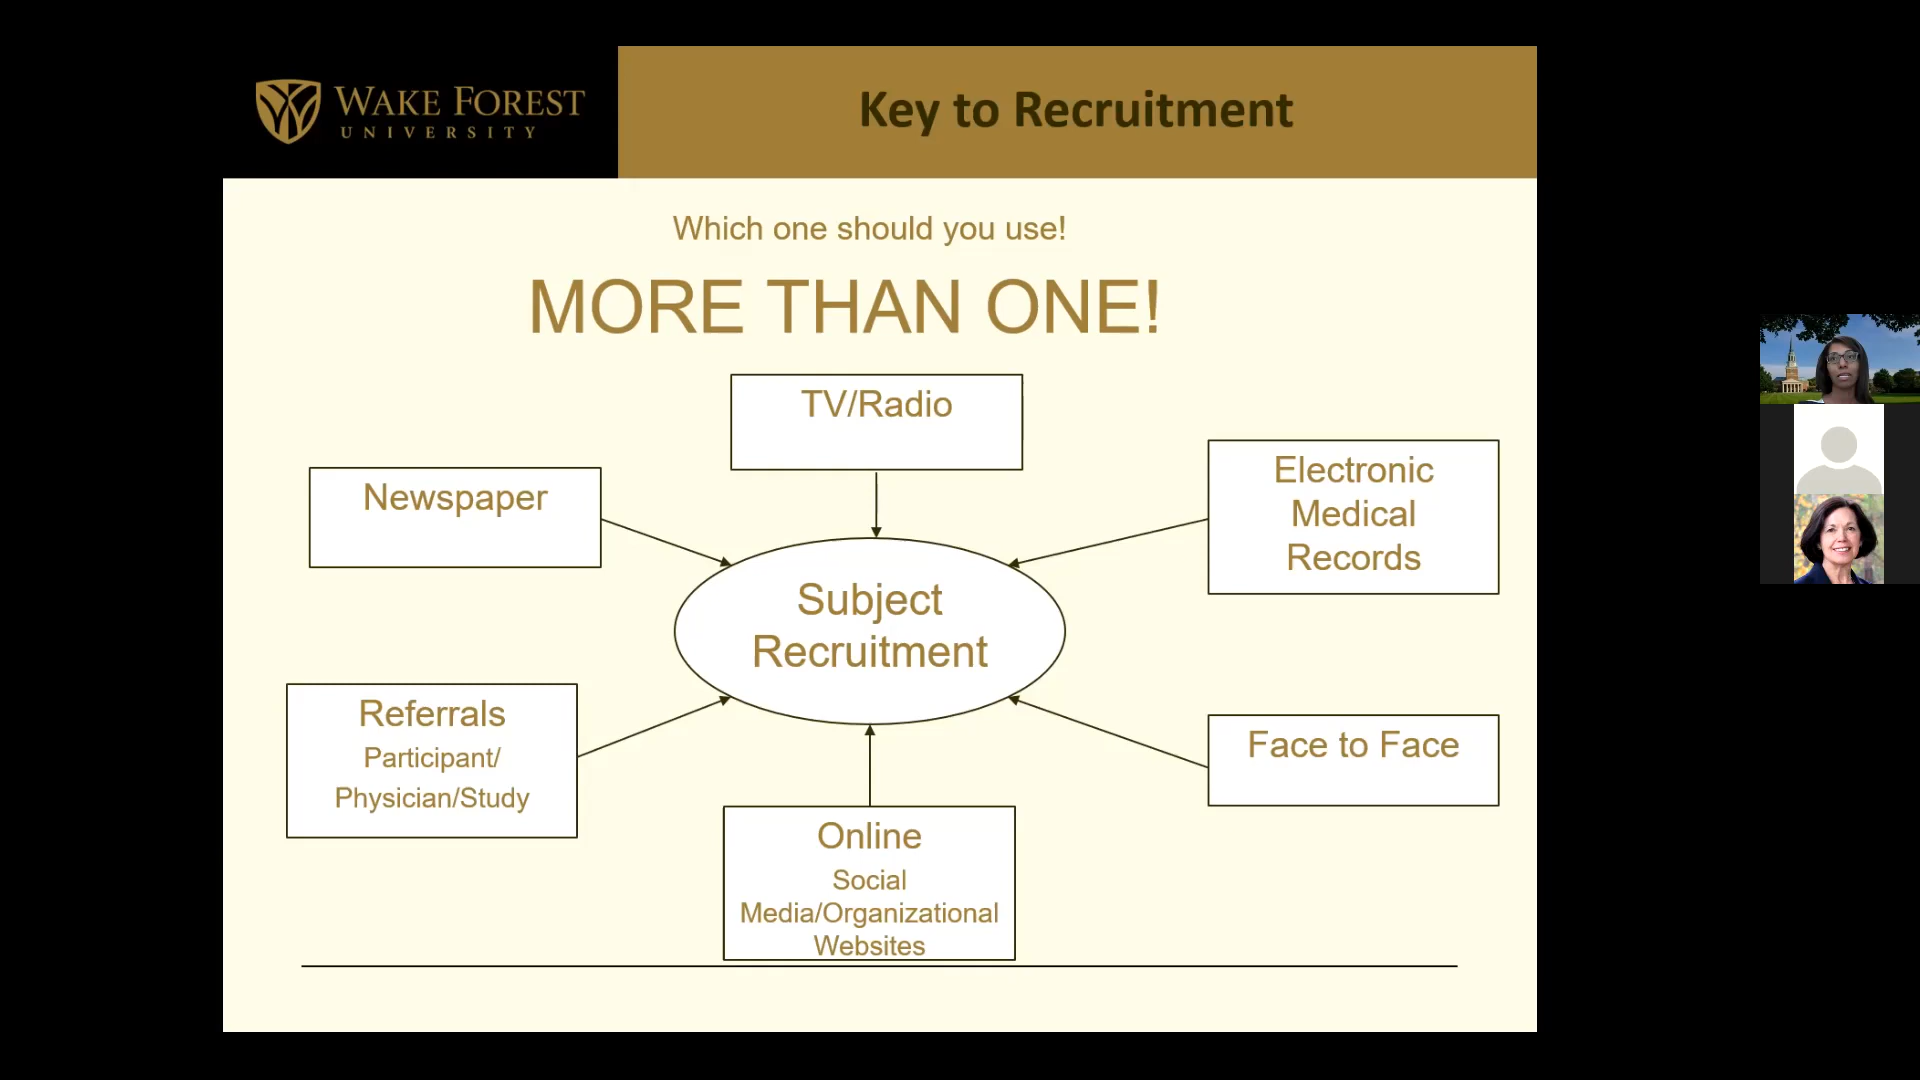 WAKE FOREST
UNIVERSITY
Key to Recruitment
Which one should you use!
MORE THAN ONE!
TV/Radio
Newspaper
Electronic
Medical
Records
Subject
Recruitment
Referrals
Participant/
Physician/Study
Face to Face
Online
Social
Media/Organizational
Websites